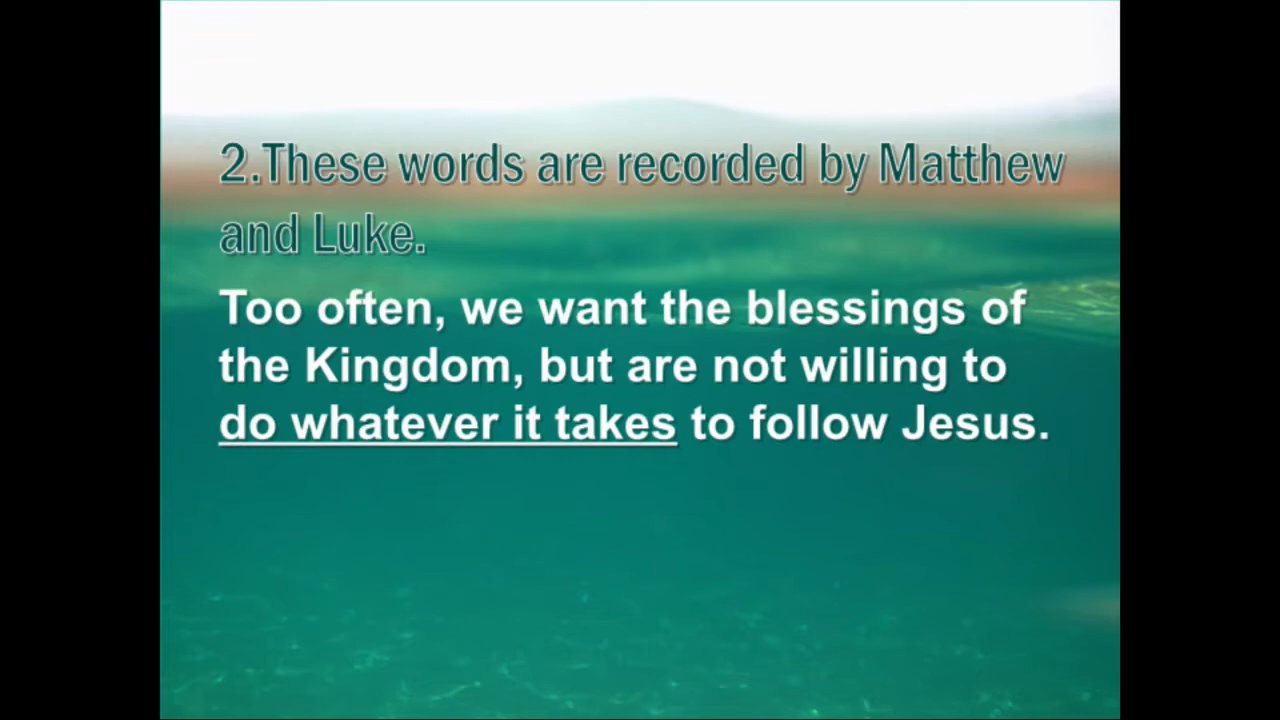 2.These words are recorded by Matthew
and Luke.
Too often, we want the blessings of
the Kingdom, but are not willing to
do whatever it takes to follow Jesus.